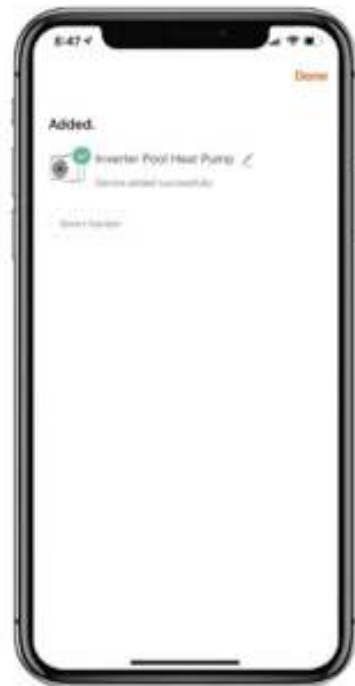 8:47
Done
Added.
Inverter Pool Heat Pump
Device added successfully